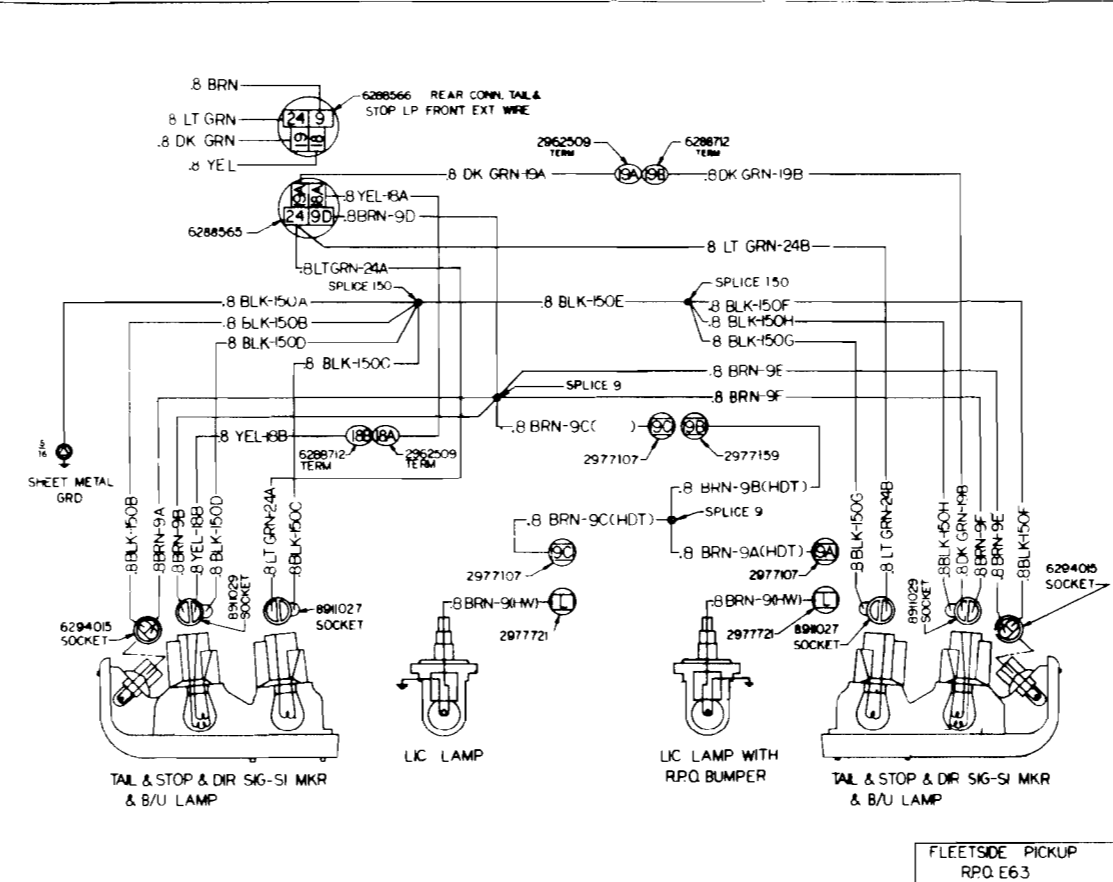 .8 BRN
6288566 REAR CONN. TAIL &
STOP LP FRONT EXT WIRE
.8 LT GRN
24 9
.8 DK GRN
19 18
.8 YEL
2962509
TERM
6288712
TERM
.8 DK GRN-19A
19A 19B
.8 DK GRN-19B
19A 18A
.8 YEL-18A
24 9D
.8 BRN-9D
6288565
.8 LT GRN-24B
.8 LT GRN-24A
SPLICE 150
SPLICE 150
.8 BLK-150A
.8 BLK-150E
.8 BLK-150F
.8 BLK-150B
.8 BLK-150H
.8 BLK-150D
.8 BLK-150G
.8 BLK-150C
.8 BRN-9E
SPLICE 9
.8 BRN-9F
.8 BRN-9C( )
9C 9B
.8 YEL-18B
18B 18A
6288712
TERM
2962509
TERM
2977107
2977159
5/16
SHEET METAL
GRD
.8 BRN-9B(HDT)
SPLICE 9
.8 BRN-9C(HDT)
.8 BRN-9A(HDT)
9C
9A
2977107
2977107
.8 BLK-150B
.8 BRN-9A
.8 BRN-9B
.8 YEL-18B
.8 BLK-150D
.8 LT GRN-24A
.8 BLK-150C
.8 BLK-150G
.8 LT GRN-24B
.8 BLK-150H
.8 DK GRN-19B
.8 BRN-9F
.8 BRN-9E
.8 BLK-150F
6294015
SOCKET
8911029
SOCKET
8911027
SOCKET
.8 BRN-9(HW)
L
2977721
.8 BRN-9(HW)
L
2977721
8911027
SOCKET
8911029
SOCKET
6294015
SOCKET
LIC LAMP
LIC LAMP WITH
R.P.O. BUMPER
TAIL & STOP & DIR SIG-SI MKR
& B/U LAMP
TAIL & STOP & DIR SIG-SI MKR
& B/U LAMP
FLEETSIDE PICKUP
R.P.O. E63